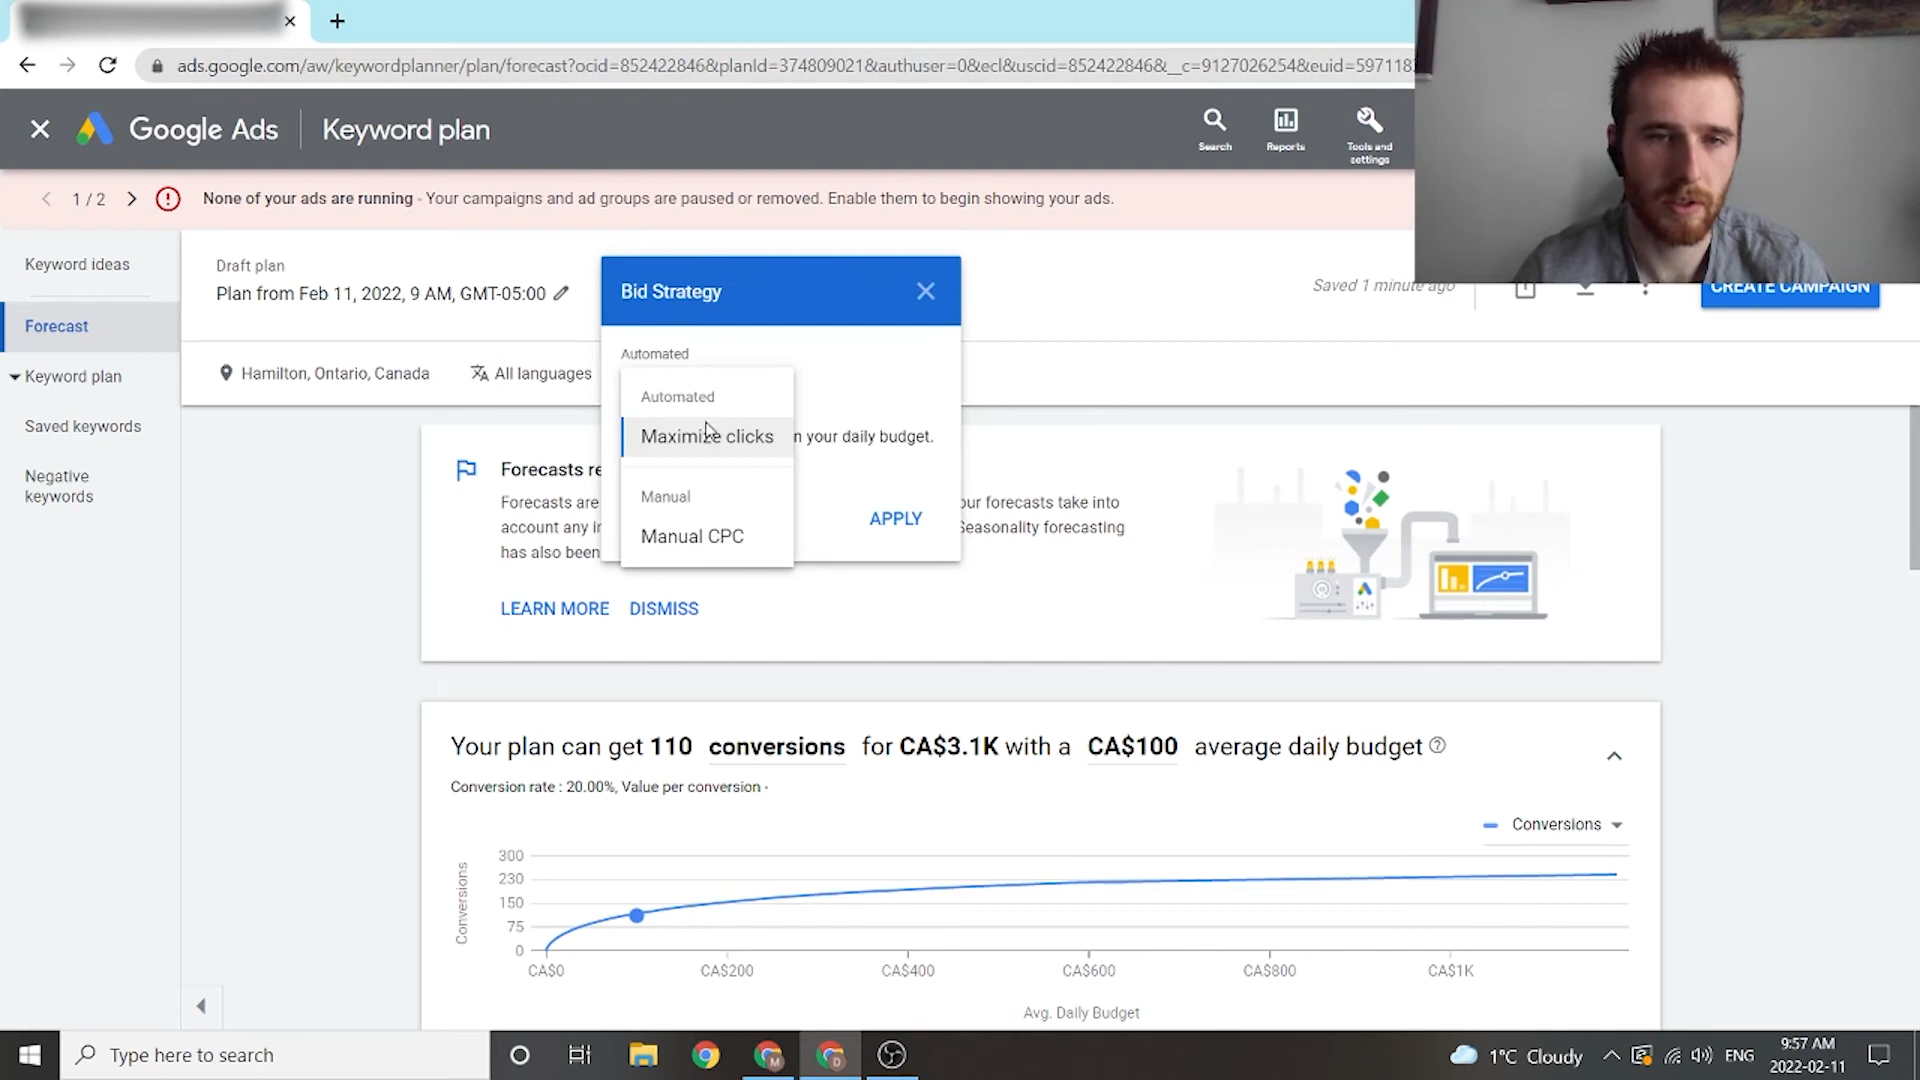 ads.google.com/aw/keywordplanner/plan/forecast?ocid=852422846&planId=374809021&authuser=0&ecl&uscid=852422846&__c=9127026254&euid=597118
Google Ads
Keyword plan
Search
Reports
Tools and settings
1 / 2
None of your ads are running - Your campaigns and ad groups are paused or removed. Enable them to begin showing your ads.
Keyword ideas
Forecast
Keyword plan
Saved keywords
Negative keywords
Draft plan
Plan from Feb 11, 2022, 9 AM, GMT-05:00
Saved 1 minute ago
CREATE CAMPAIGN
Hamilton, Ontario, Canada
All languages
Bid Strategy
Automated
Automated
Maximize clicks
n your daily budget.
Manual
Manual CPC
APPLY
Forecasts re
Forecasts are
our forecasts take into
account any i
Seasonality forecasting
has also been
LEARN MORE
DISMISS
Your plan can get 110 conversions for CA$3.1K with a CA$100 average daily budget
Conversion rate : 20.00%, Value per conversion -
Conversions
Conversions
300
230
150
75
0
CA$0
CA$200
CA$400
CA$600
CA$800
CA$1K
Avg. Daily Budget
Type here to search
1°C Cloudy
ENG
9:57 AM
2022-02-11